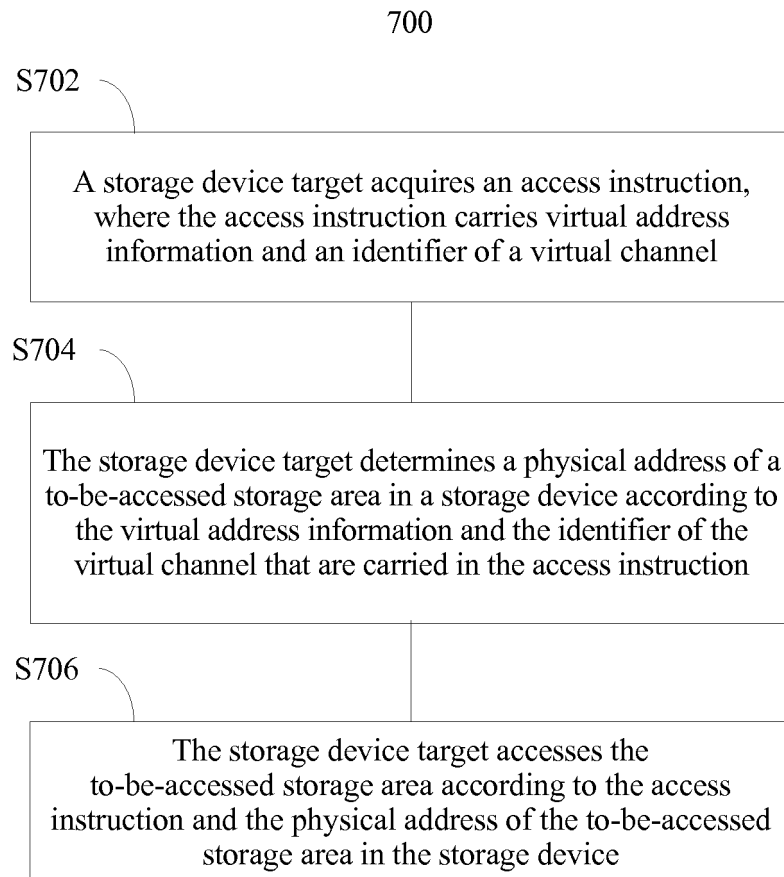 700
S702
A storage device target acquires an access instruction,
where the access instruction carries virtual address
information and an identifier of a virtual channel
S704
The storage device target determines a physical address of a
to-be-accessed storage area in a storage device according to
the virtual address information and the identifier of the
virtual channel that are carried in the access instruction
S706
The storage device target accesses the
to-be-accessed storage area according to the access
instruction and the physical address of the to-be-accessed
storage area in the storage device